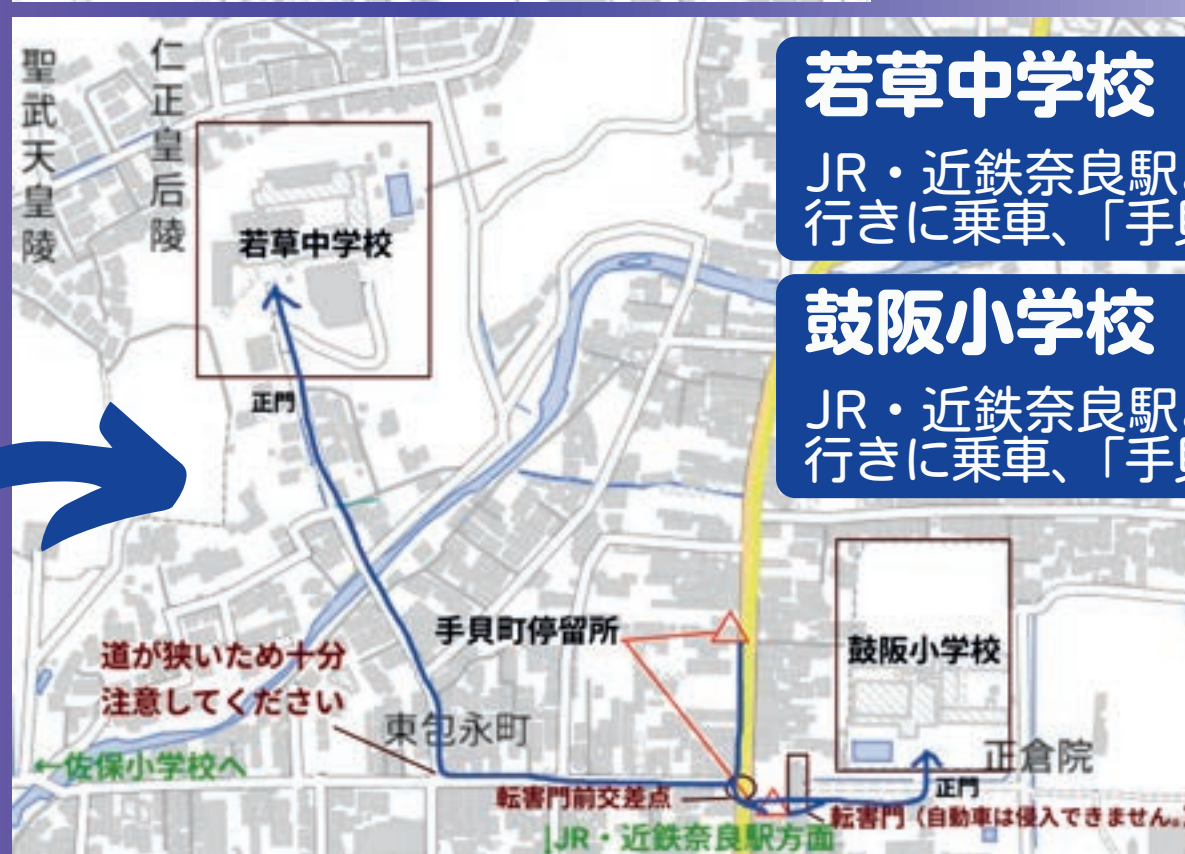 聖武天皇陵
仁正皇后陵
若草中学校
正門
若草中学校
JR・近鉄奈良駅
行きに乗車、「手貝
鼓阪小学校
JR・近鉄奈良駅
行きに乗車、「手貝
手貝町停留所
道が狭いため十分
注意してください
東包永町
←佐保小学校へ
鼓阪小学校
正倉院
正門
転害門前交差点
転害門（自動車は侵入できません。）
↓JR・近鉄奈良駅方面